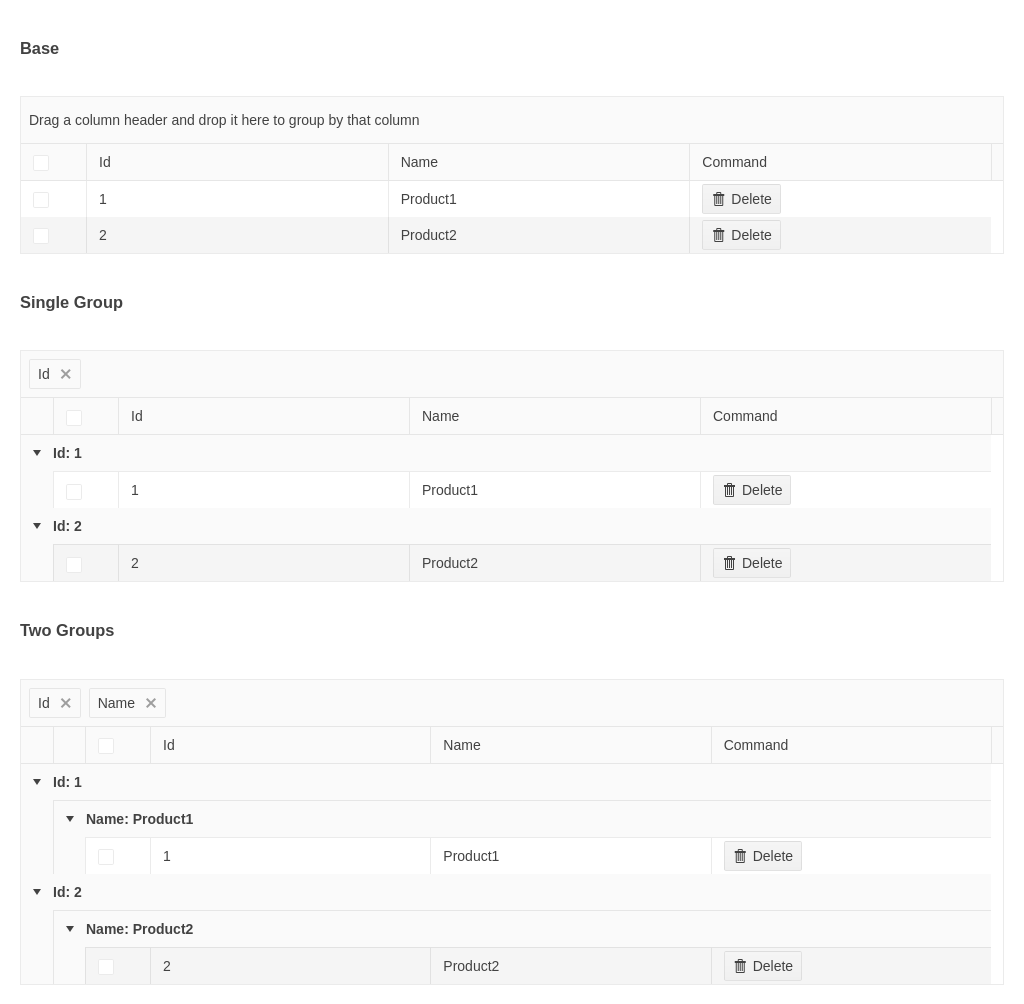 Base
Drag a column header and drop it here to group by that column
Id Name Command
1 Product1 Delete
2 Product2 Delete
Single Group
Id
Id Name Command
Id: 1
1 Product1 Delete
Id: 2
2 Product2 Delete
Two Groups
Id Name
Id Name Command
Id: 1
Name: Product1
1 Product1 Delete
Id: 2
Name: Product2
2 Product2 Delete